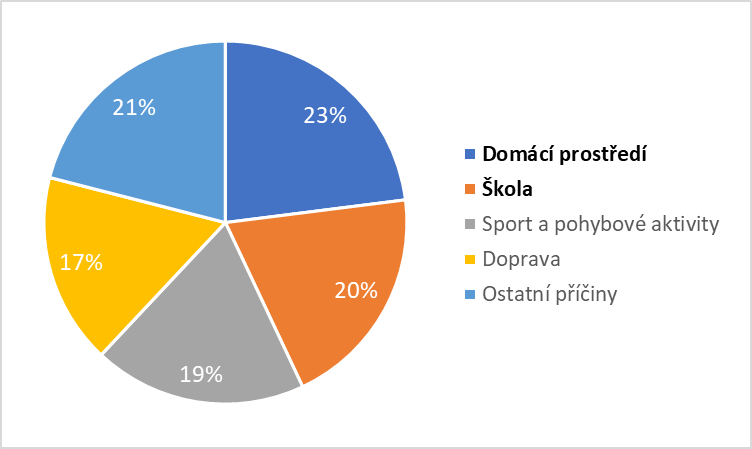 21%
23%
17%
20%
19%
Domácí prostředí
Škola
Sport a pohybové aktivity
Doprava
Ostatní příčiny